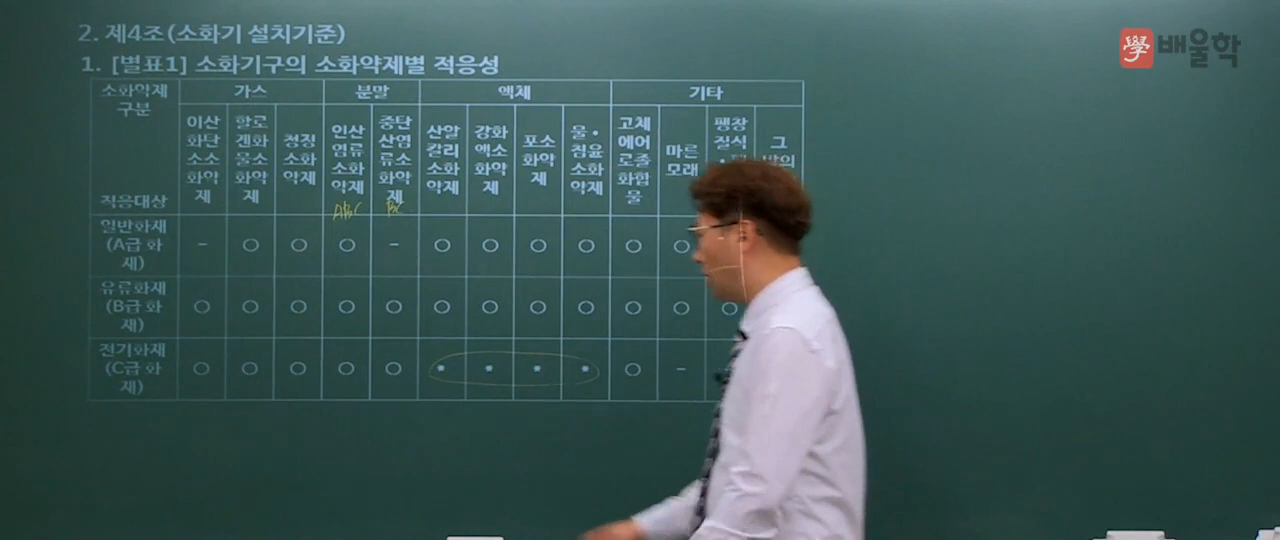 2. 제4조(소화기 설치기준)
學 배울학
1. [별표1] 소화기구의 소화약제별 적응성
소화약제 구분 가스 분말 액체 기타
적응대상 이산화탄소소화약제 할로겐화물소화약제 청정소화약제 인산염류소화약제 중탄산염류소화약제 산알칼리소화약제 강화액소화약제 포소화약제 물·침윤소화약제 고체에어로졸화합물 마른모래 팽창질석 그
ABC BC
일반화재(A급 화재) - ○ ○ ○ - ○ ○ ○ ○ ○ ○
유류화재(B급 화재) ○ ○ ○ ○ ○ ○ ○ ○ ○ ○ ○ ○
전기화재(C급 화재) ○ ○ ○ ○ ○ * * * * ○ -